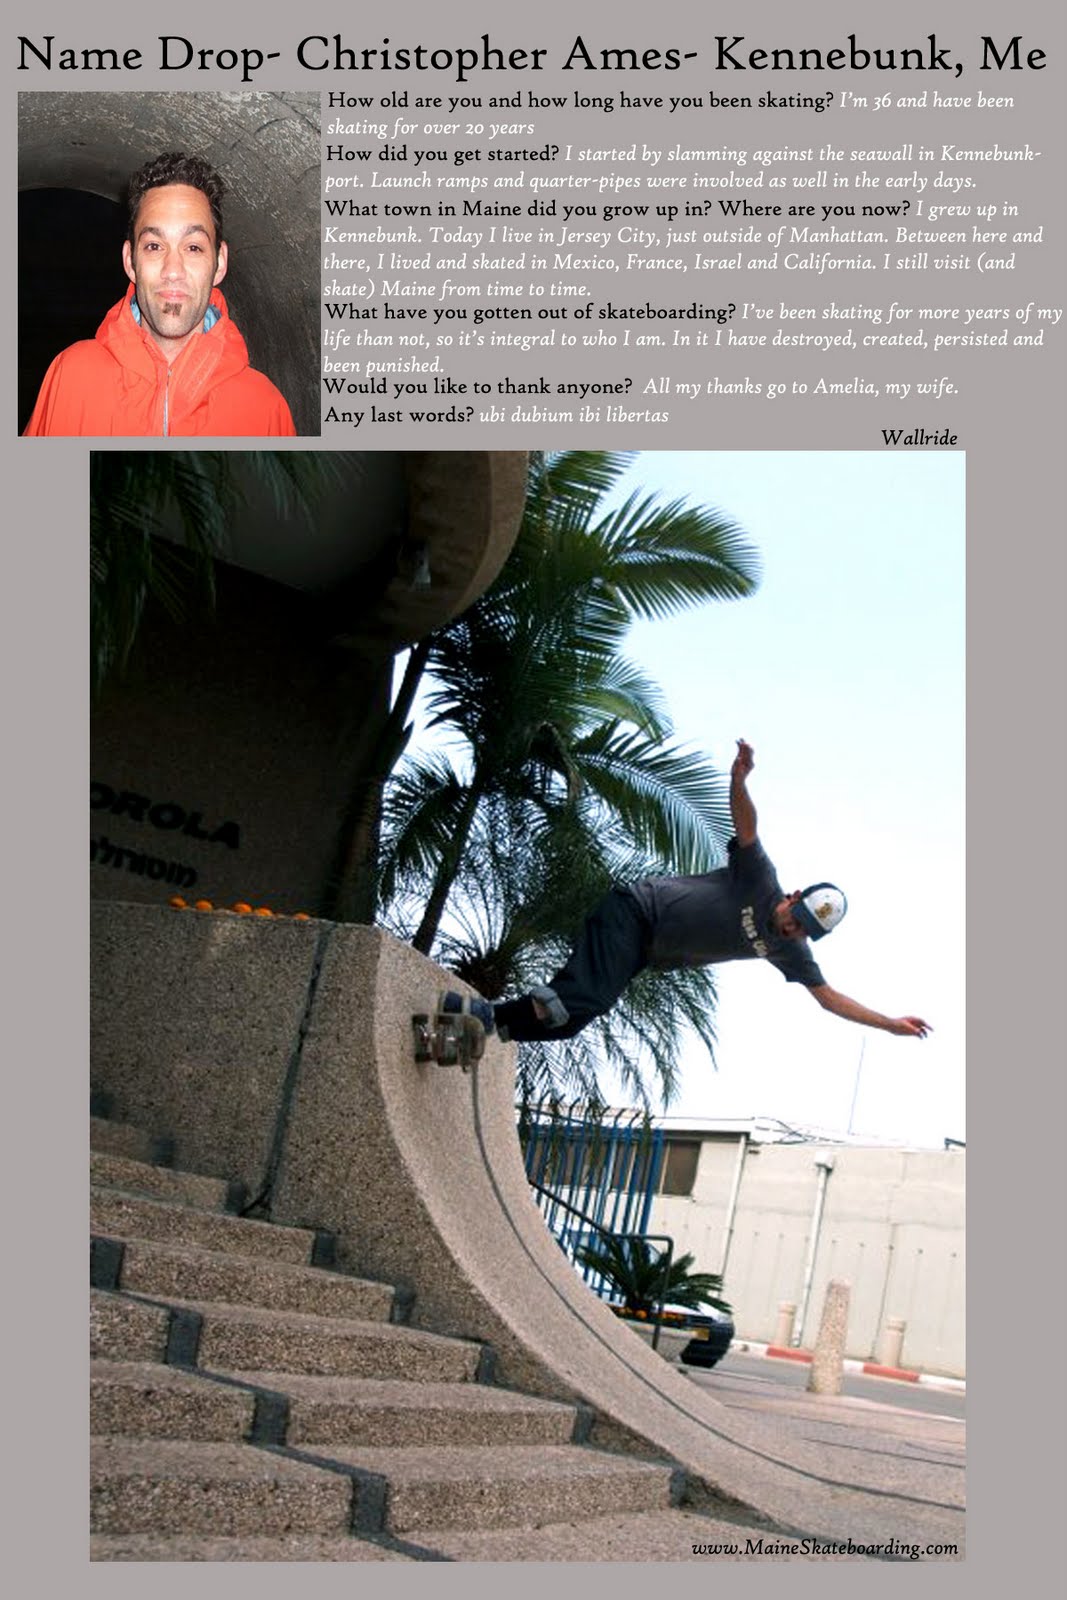 Name Drop- Christopher Ames- Kennebunk, Me
How old are you and how long have you been skating? I'm 36 and have been
skating for over 20 years
How did you get started? I started by slamming against the seawall in Kennebunk-
port. Launch ramps and quarter-pipes were involved as well in the early days.
What town in Maine did you grow up in? Where are you now? I grew up in
Kennebunk. Today I live in Jersey City, just outside of Manhattan. Between here and
there, I lived and skated in Mexico, France, Israel and California. I still visit (and
skate) Maine from time to time.
What have you gotten out of skateboarding? I've been skating for more years of my
life than not, so it's integral to who I am. In it I have destroyed, created, persisted and
been punished.
Would you like to thank anyone? All my thanks go to Amelia, my wife.
Any last words? ubi dubium ibi libertas
Wallride
OROLA
www.MaineSkateboarding.com